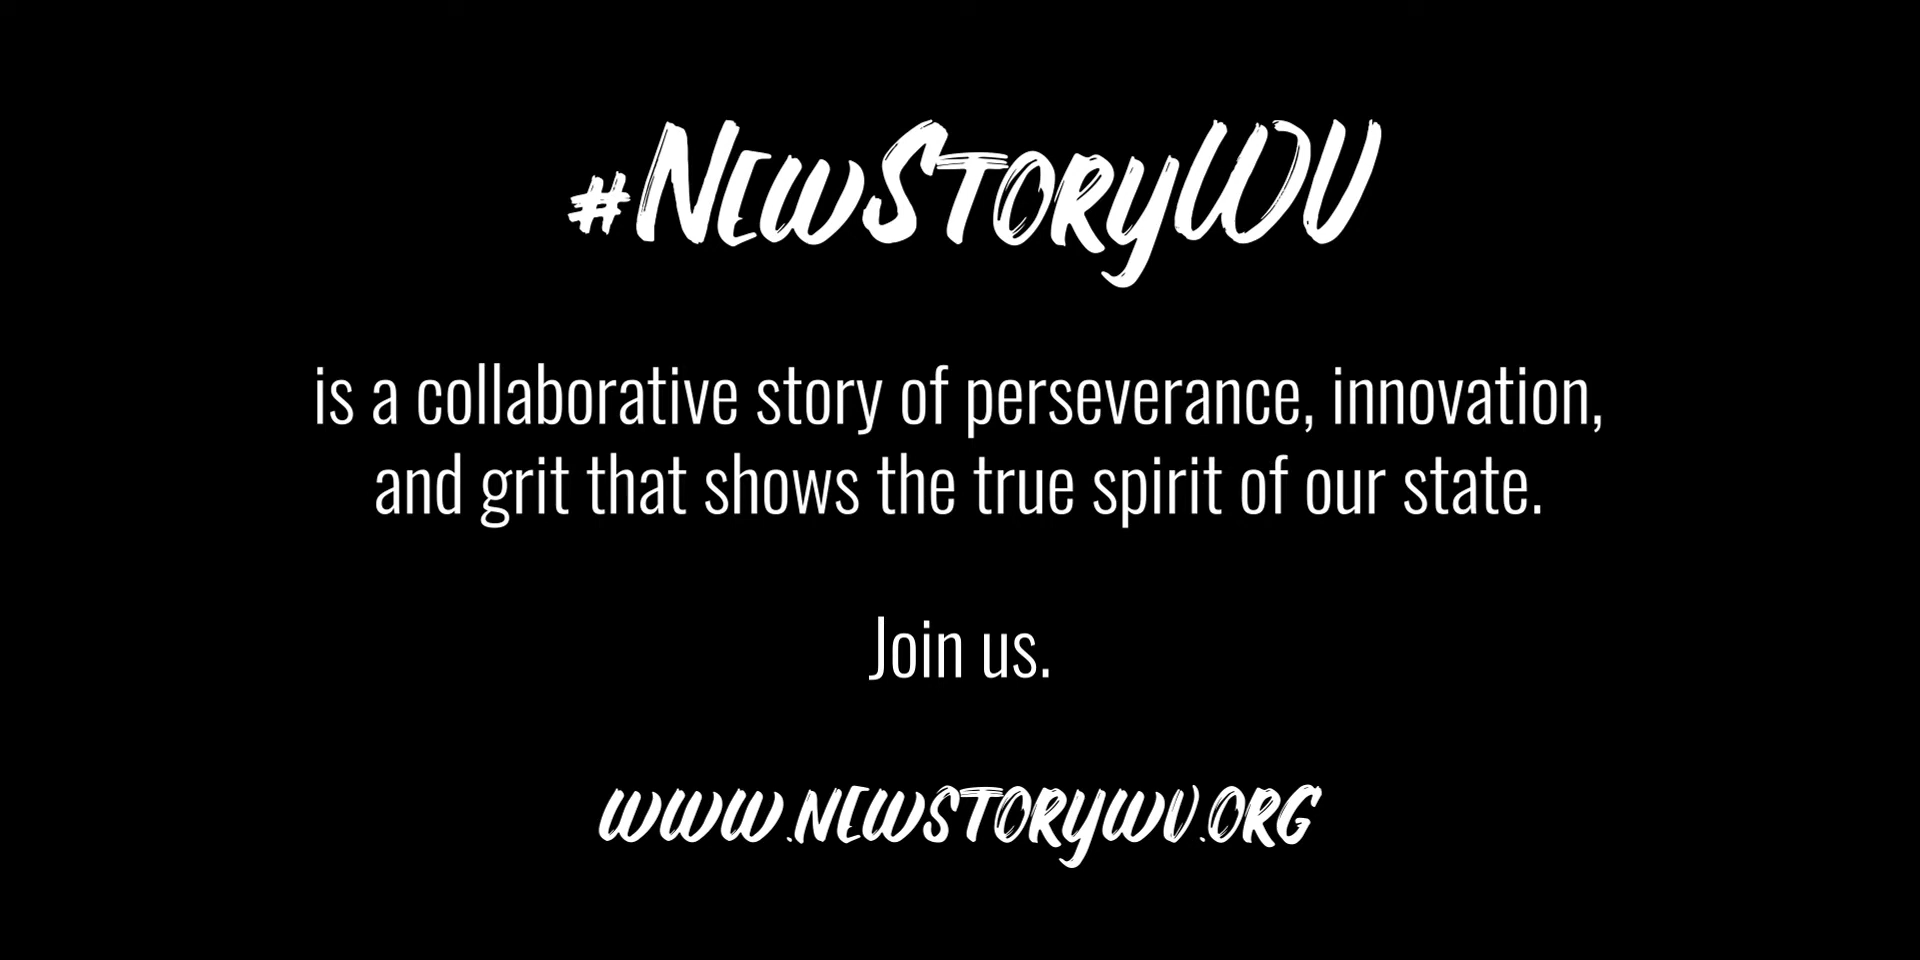 #NewStoryWV
is a collaborative story of perseverance, innovation,
and grit that shows the true spirit of our state.
Join us.
www.newstorywv.org